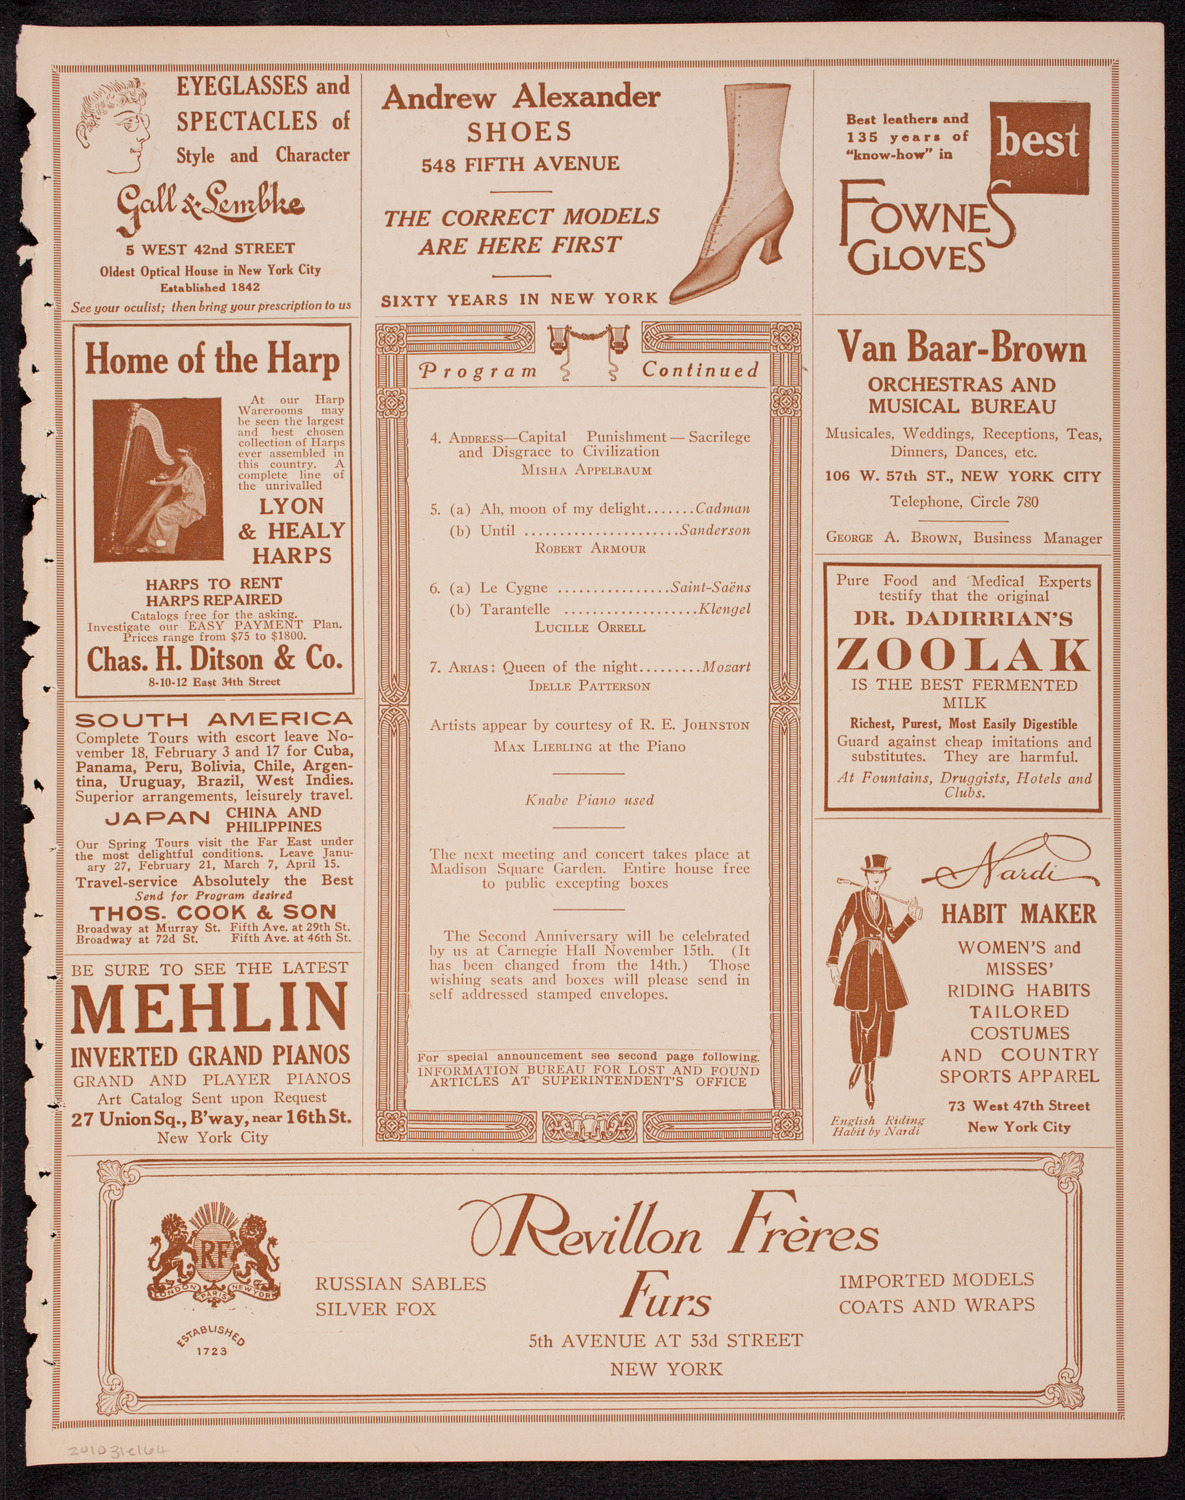 EYEGLASSES and
SPECTACLES of
Style and Character
Gall & Lembke
5 WEST 42nd STREET
Oldest Optical House in New York City
Established 1842
See your oculist; then bring your prescription to us
Andrew Alexander
SHOES
548 FIFTH AVENUE
THE CORRECT MODELS
ARE HERE FIRST
SIXTY YEARS IN NEW YORK
Best leathers and
135 years of
"know-how" in
best
FOWNES
GLOVES
Home of the Harp
At our Harp
Warerooms may
be seen the largest
and best chosen
collection of Harps
ever assembled in
this country. A
complete line of
the unrivalled
LYON
& HEALY
HARPS
HARPS TO RENT
HARPS REPAIRED
Catalogs free for the asking.
Investigate our EASY PAYMENT Plan.
Prices range from $75 to $1800.
Chas. H. Ditson & Co.
8-10-12 East 34th Street
SOUTH AMERICA
Complete Tours with escort leave No-
vember 18, February 3 and 17 for Cuba,
Panama, Peru, Bolivia, Chile, Argen-
tina, Uruguay, Brazil, West Indies.
Superior arrangements, leisurely travel.
JAPAN CHINA AND
PHILIPPINES
Our Spring Tours visit the Far East under
the most delightful conditions. Leave Janu-
ary 27, February 21, March 7, April 15.
Travel-service Absolutely the Best
Send for Program desired
THOS. COOK & SON
Broadway at Murray St. Fifth Ave. at 29th St.
Broadway at 72d St. Fifth Ave. at 46th St.
BE SURE TO SEE THE LATEST
MEHLIN
INVERTED GRAND PIANOS
GRAND AND PLAYER PIANOS
Art Catalog Sent upon Request
27 Union Sq., B'way, near 16th St.
New York City
Program Continued
4. ADDRESS—Capital Punishment—Sacrilege
and Disgrace to Civilization
MISHA APPELBAUM
5. (a) Ah, moon of my delight.......Cadman
(b) Until ......................Sanderson
ROBERT ARMOUR
6. (a) Le Cygne ................Saint-Saëns
(b) Tarantelle ...................Klengel
LUCILLE ORRELL
7. ARIAS: Queen of the night.........Mozart
IDELLE PATTERSON
Artists appear by courtesy of R. E. JOHNSTON
MAX LIEBLING at the Piano
Knabe Piano used
The next meeting and concert takes place at
Madison Square Garden. Entire house free
to public excepting boxes
The Second Anniversary will be celebrated
by us at Carnegie Hall November 15th. (It
has been changed from the 14th.) Those
wishing seats and boxes will please send in
self addressed stamped envelopes.
For special announcement see second page following.
INFORMATION BUREAU FOR LOST AND FOUND
ARTICLES AT SUPERINTENDENT'S OFFICE
Van Baar-Brown
ORCHESTRAS AND
MUSICAL BUREAU
Musicales, Weddings, Receptions, Teas,
Dinners, Dances, etc.
106 W. 57th ST., NEW YORK CITY
Telephone, Circle 780
GEORGE A. BROWN, Business Manager
Pure Food and Medical Experts
testify that the original
DR. DADIRRIAN'S
ZOOLAK
IS THE BEST FERMENTED
MILK
Richest, Purest, Most Easily Digestible
Guard against cheap imitations and
substitutes. They are harmful.
At Fountains, Druggists, Hotels and
Clubs.
Nardi
HABIT MAKER
WOMEN'S and
MISSES'
RIDING HABITS
TAILORED
COSTUMES
AND COUNTRY
SPORTS APPAREL
73 West 47th Street
New York City
English Riding
Habit by Nardi
RF
LONDON PARIS NEW YORK
ESTABLISHED
1723
RUSSIAN SABLES
SILVER FOX
Revillon Frères
Furs
5th AVENUE AT 53d STREET
NEW YORK
IMPORTED MODELS
COATS AND WRAPS